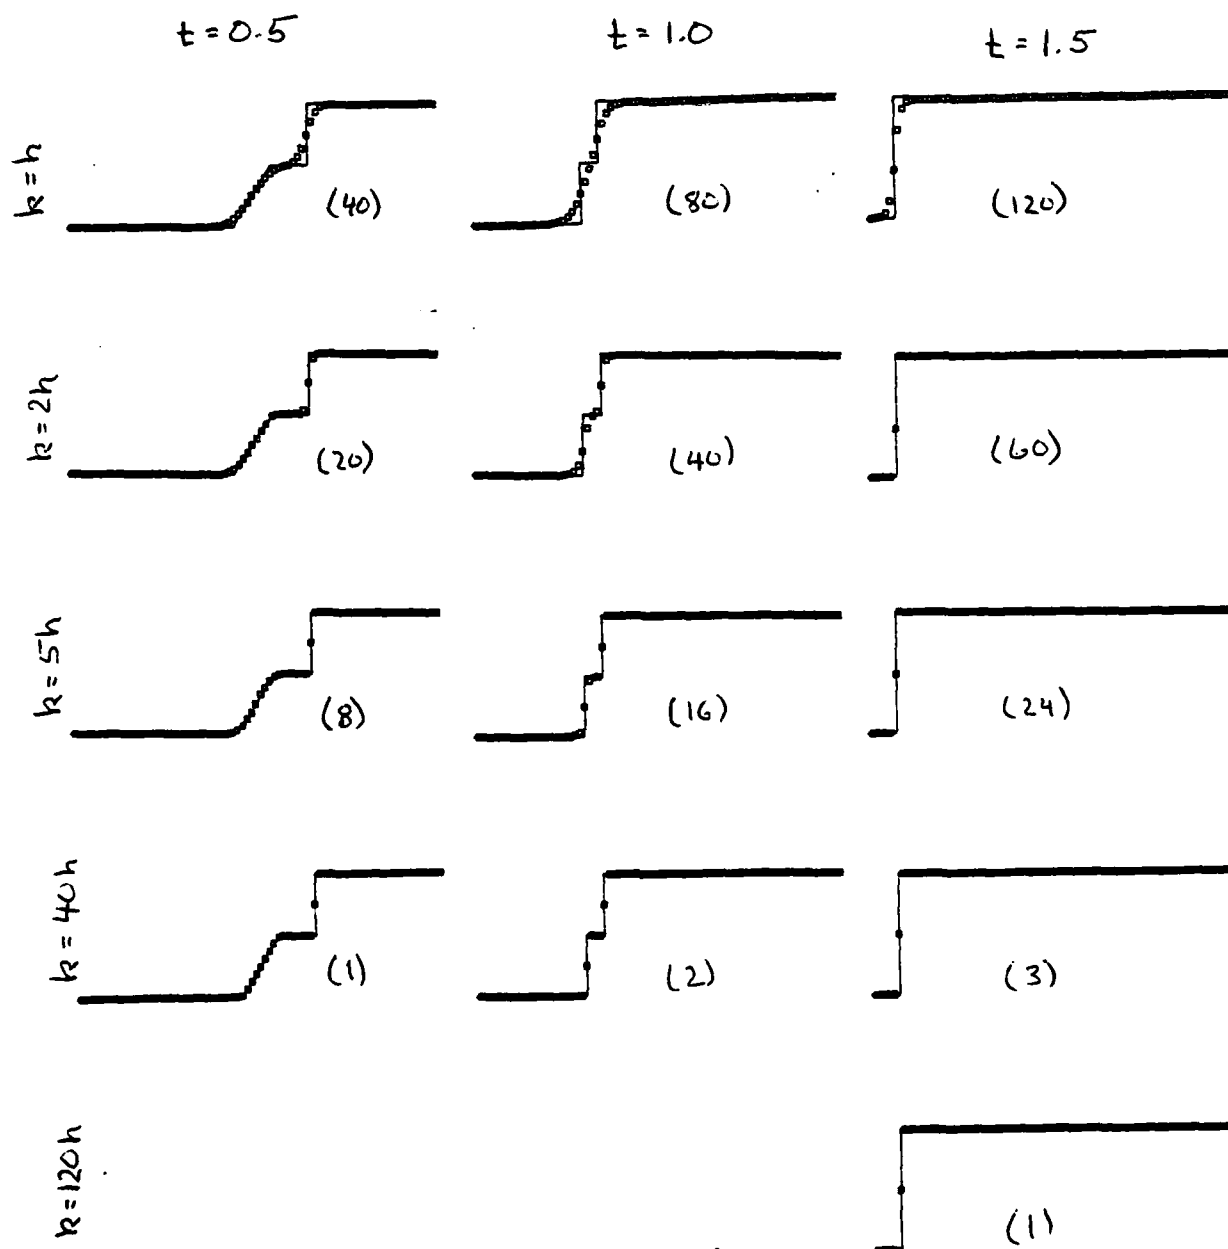 t = 0.5 t = 1.0 t = 1.5
k = h (40) (80) (120)
k = 2h (20) (40) (60)
k = 5h (8) (16) (24)
k = 40h (1) (2) (3)
k = 120h (1)